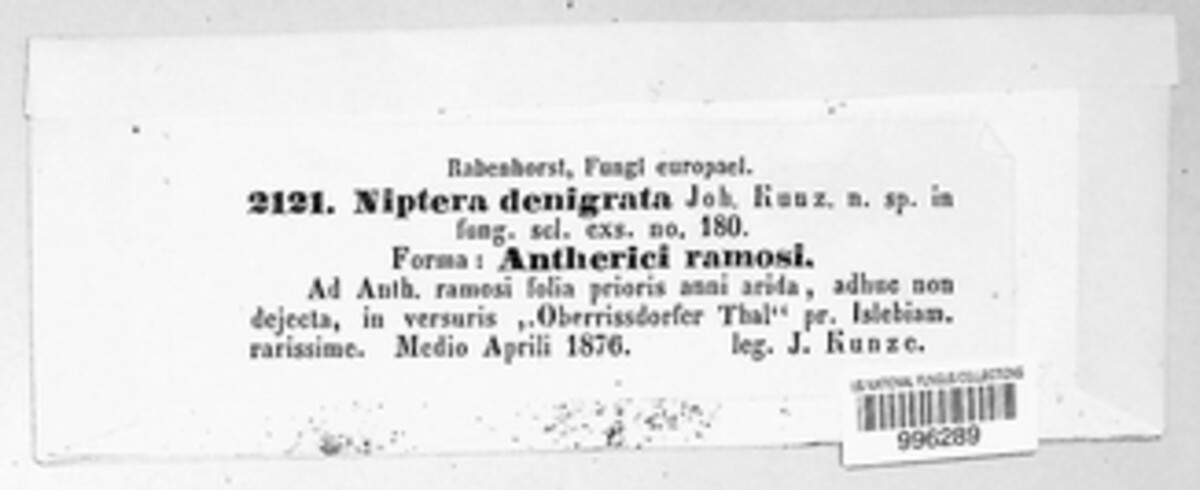 Rabenhorst, Fungi europaei.
2121. Niptera denigrata Joh. Kunz. n. sp. in
fung. sel. exs. no. 180.
Forma: Antherici ramosi.
Ad Anth. ramosi folia prioris anni arida, adhuc non
dejecta, in versuris „Oberrissdorfer Thal“ pr. Islebiam.
rarissime. Medio Aprili 1876. leg. J. Kunze.
US NATIONAL FUNGUS COLLECTIONS
996289